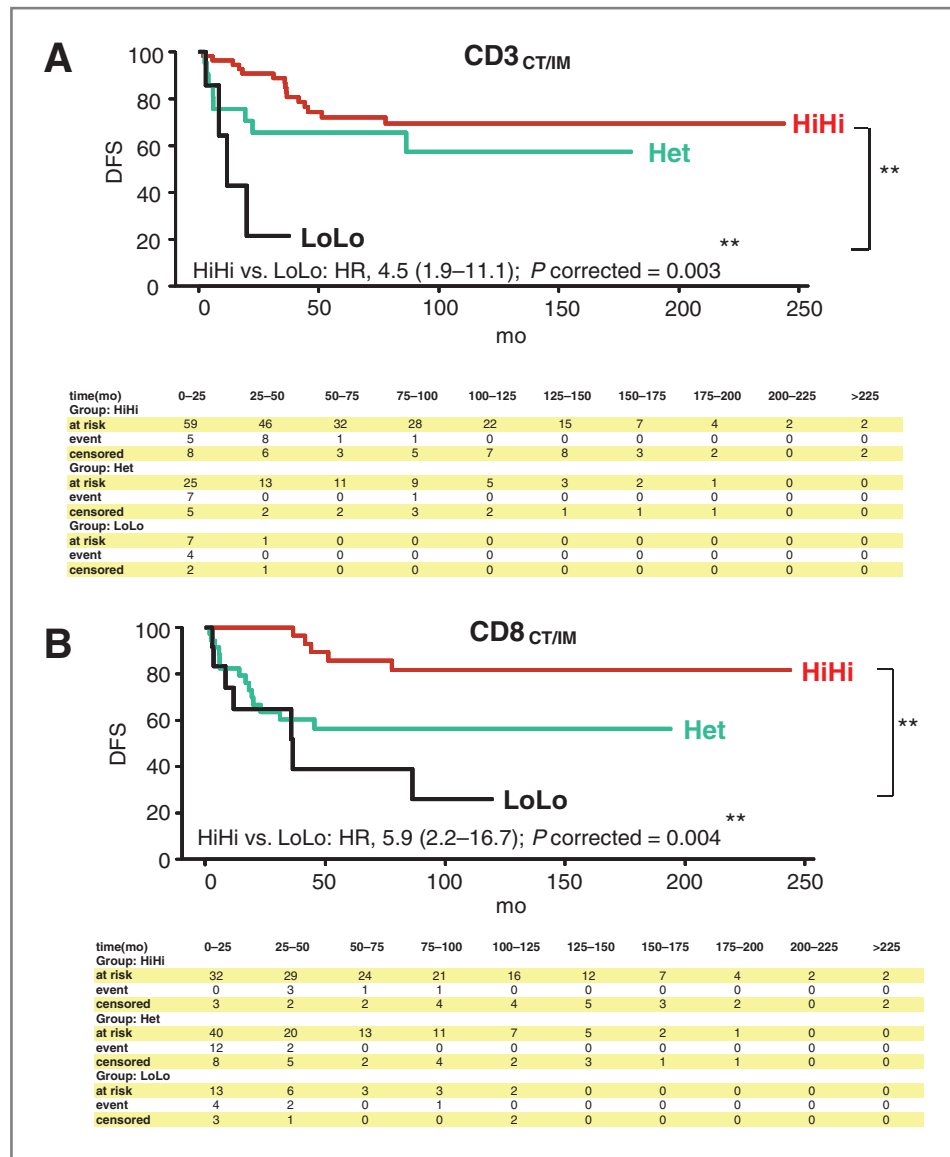 A
CD3 CT/IM
100
80
60
40
20
0
DFS
HiHi
Het
LoLo
**
**
HiHi vs. LoLo: HR, 4.5 (1.9–11.1); P corrected = 0.003
0 50 100 150 200 250
mo
time(mo) 0–25 25–50 50–75 75–100 100–125 125–150 150–175 175–200 200–225 >225
Group: HiHi
at risk 59 46 32 28 22 15 7 4 2 2
event 5 8 1 1 0 0 0 0 0 0
censored 8 6 3 5 7 8 3 2 0 2
Group: Het
at risk 25 13 11 9 5 3 2 1 0 0
event 7 0 0 1 0 0 0 0 0 0
censored 5 2 2 3 2 1 1 1 0 0
Group: LoLo
at risk 7 1 0 0 0 0 0 0 0 0
event 4 0 0 0 0 0 0 0 0 0
censored 2 1 0 0 0 0 0 0 0 0
B
CD8 CT/IM
100
80
60
40
20
0
DFS
HiHi
Het
LoLo
**
**
HiHi vs. LoLo: HR, 5.9 (2.2–16.7); P corrected = 0.004
0 50 100 150 200 250
mo
time(mo) 0–25 25–50 50–75 75–100 100–125 125–150 150–175 175–200 200–225 >225
Group: HiHi
at risk 32 29 24 21 16 12 7 4 2 2
event 0 3 1 1 0 0 0 0 0 0
censored 3 2 2 4 4 5 3 2 0 2
Group: Het
at risk 40 20 13 11 7 5 2 1 0 0
event 12 2 0 0 0 0 0 0 0 0
censored 8 5 2 4 2 3 1 1 0 0
Group: LoLo
at risk 13 6 3 3 2 0 0 0 0 0
event 4 2 0 1 0 0 0 0 0 0
censored 3 1 0 0 2 0 0 0 0 0